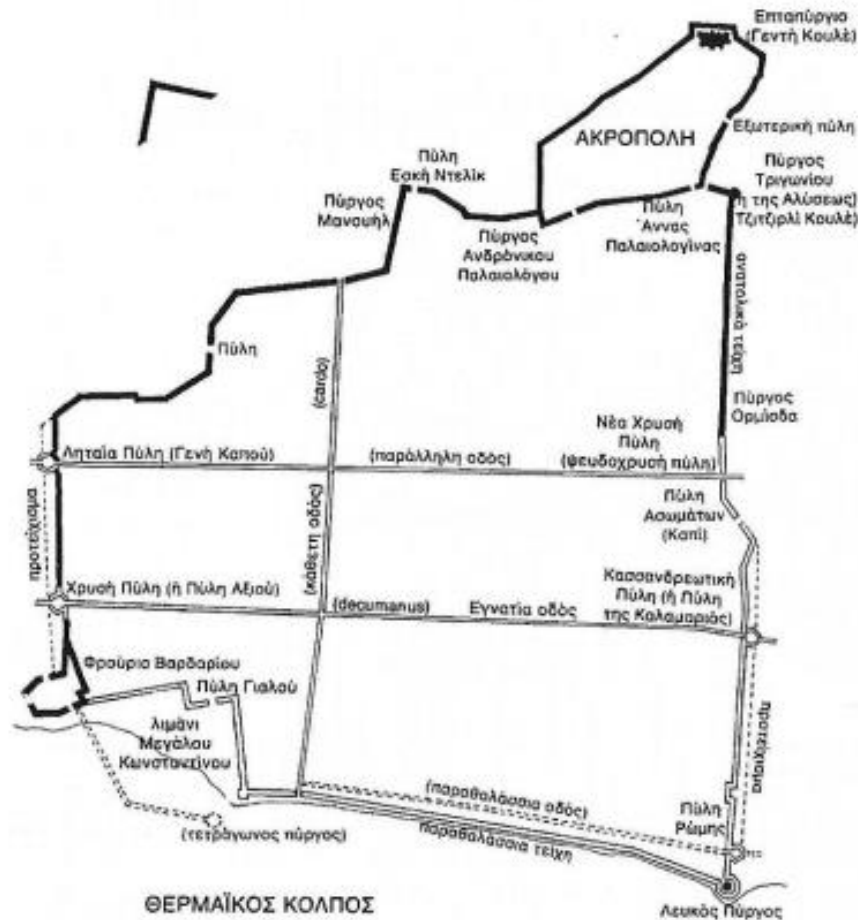 Επταπύργιο
(Γεντή Κουλέ)
Εξωτερική πύλη
ΑΚΡΟΠΟΛΗ
Πύλη
Εσκή Ντελίκ
Πύργος
Μανουήλ
Πύργος
Τριγωνίου
(ή της Αλύσεως)
Τζιτζιρλί Κουλέ)
Πύλη
Άννας
Παλαιολογίνας
Πύργος
Ανδρόνικου
Παλαιολόγου
ανατολικά τείχη
Πύλη
(cardo)
Πύργος
Ορμίσδα
Νέα Χρυσή
Πύλη
(ψευδοχρυσή πύλη)
Ληταία Πύλη (Γενή Καπού)
(παράλληλη οδός)
προτείχισμα
(κάθετη οδός)
Πύλη
Ασωμάτων
(Καπί)
Χρυσή Πύλη (ή Πύλη Αξιού)
(decumanus)
Εγνατία οδός
Κασσανδρεωτική
Πύλη (ή Πύλη
της Καλαμαριάς)
Φρούριο Βαρδαρίου
Πύλη Γιαλού
λιμάνι
Μεγάλου
Κωνσταντίνου
προτείχισμα
(τετράγωνος πύργος)
(παραθαλάσσια οδός)
παραθαλάσσια τείχη
Πύλη
Ρώμης
ΘΕΡΜΑΪΚΟΣ ΚΟΛΠΟΣ
Λευκός Πύργος